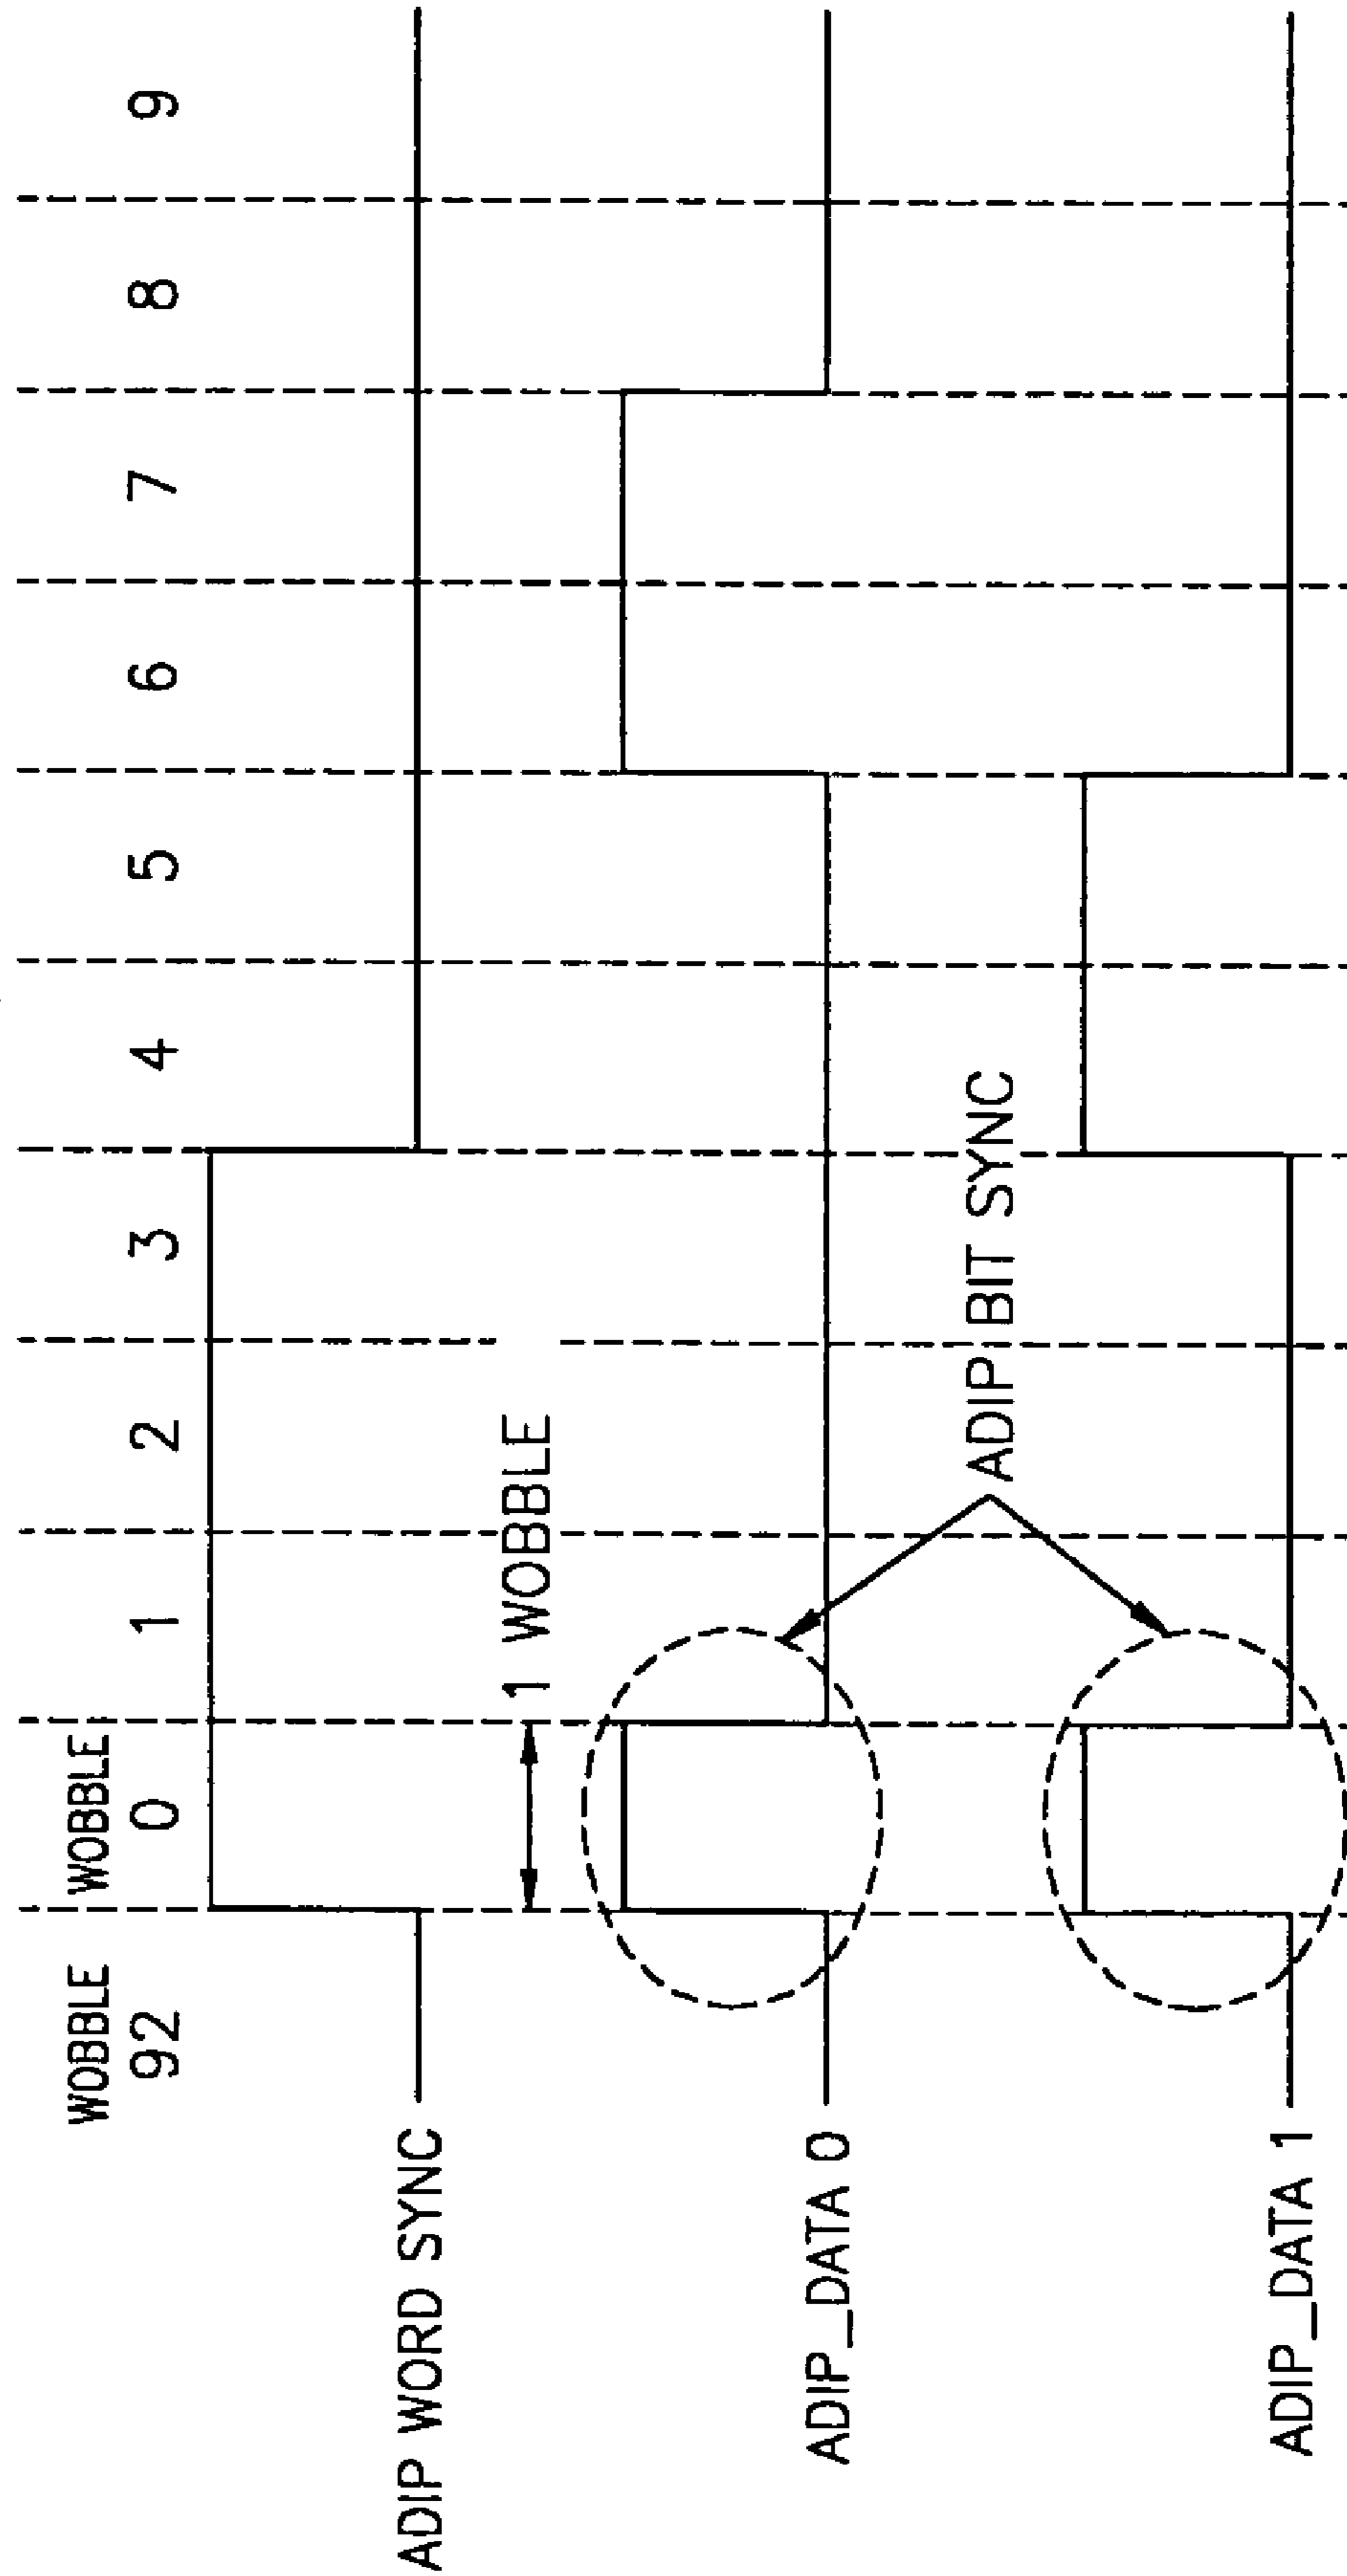 WOBBLE WOBBLE
92 0 1 2 3 4 5 6 7 8 9
ADIP WORD SYNC
1 WOBBLE
ADIP_DATA 0
ADIP BIT SYNC
ADIP_DATA 1